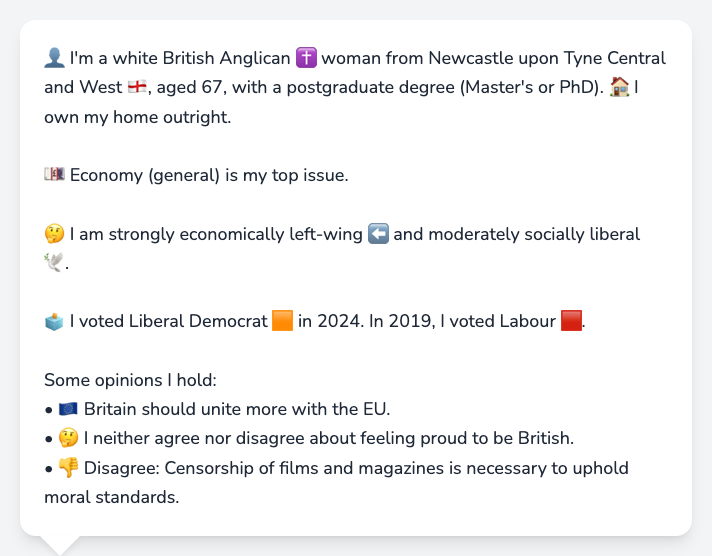 👤 I'm a white British Anglican ✝️ woman from Newcastle upon Tyne Central
and West 🏴󠁧󠁢󠁥󠁮󠁧󠁿, aged 67, with a postgraduate degree (Master's or PhD). 🏠 I
own my home outright.
💷 Economy (general) is my top issue.
🤔 I am strongly economically left-wing ⬅️ and moderately socially liberal
🕊️.
🗳️ I voted Liberal Democrat 🟧 in 2024. In 2019, I voted Labour 🟥.
Some opinions I hold:
• 🇪🇺 Britain should unite more with the EU.
• 🤔 I neither agree nor disagree about feeling proud to be British.
• 👎 Disagree: Censorship of films and magazines is necessary to uphold
moral standards.